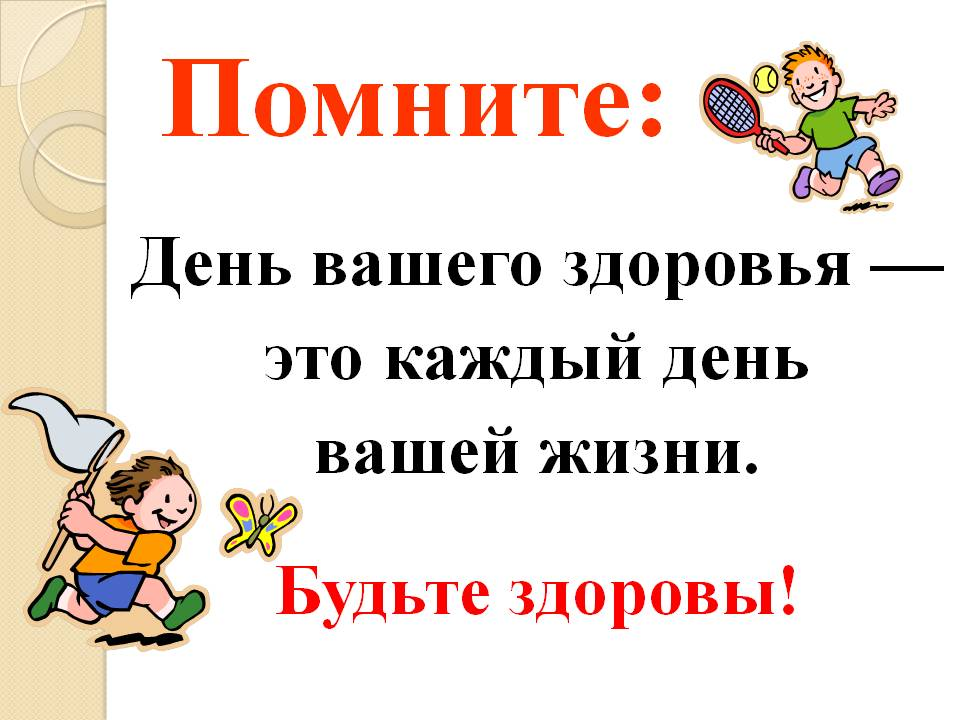 Помните:
День вашего здоровья —
это каждый день
вашей жизни.
Будьте здоровы!